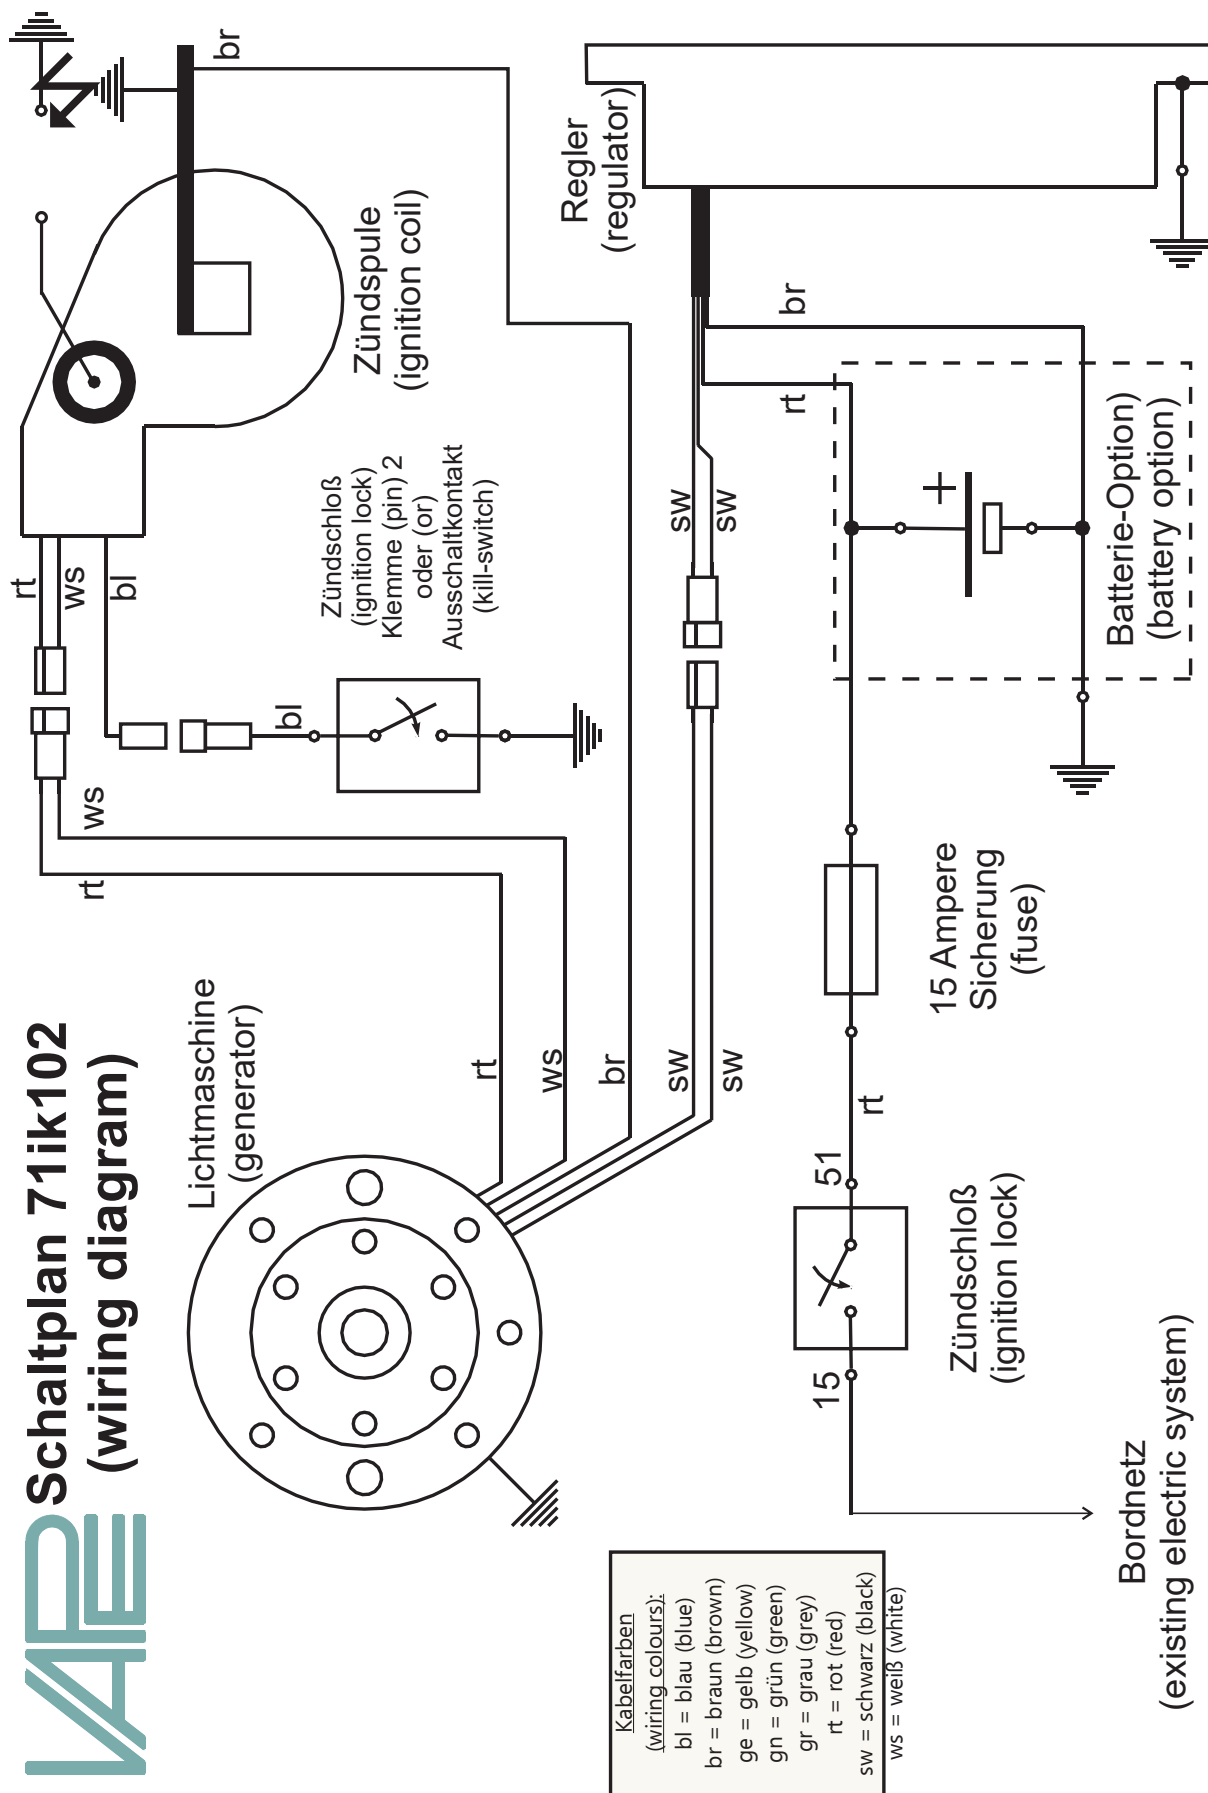 VAPE
Schaltplan 71ik102
(wiring diagram)
Lichtmaschine
(generator)
rt
ws
br
sw
sw
rt
ws
rt
ws
bl
bl
Zündschloß
(ignition lock)
Klemme (pin) 2
oder (or)
Ausschaltkontakt
(kill-switch)
Zündspule
(ignition coil)
br
Regler
(regulator)
sw
sw
rt
br
+
Batterie-Option)
(battery option)
15 Ampere
Sicherung
(fuse)
rt
51
15
Zündschloß
(ignition lock)
Bordnetz
(existing electric system)
Kabelfarben
(wiring colours):
bl = blau (blue)
br = braun (brown)
ge = gelb (yellow)
gn = grün (green)
gr = grau (grey)
rt = rot (red)
sw = schwarz (black)
ws = weiß (white)